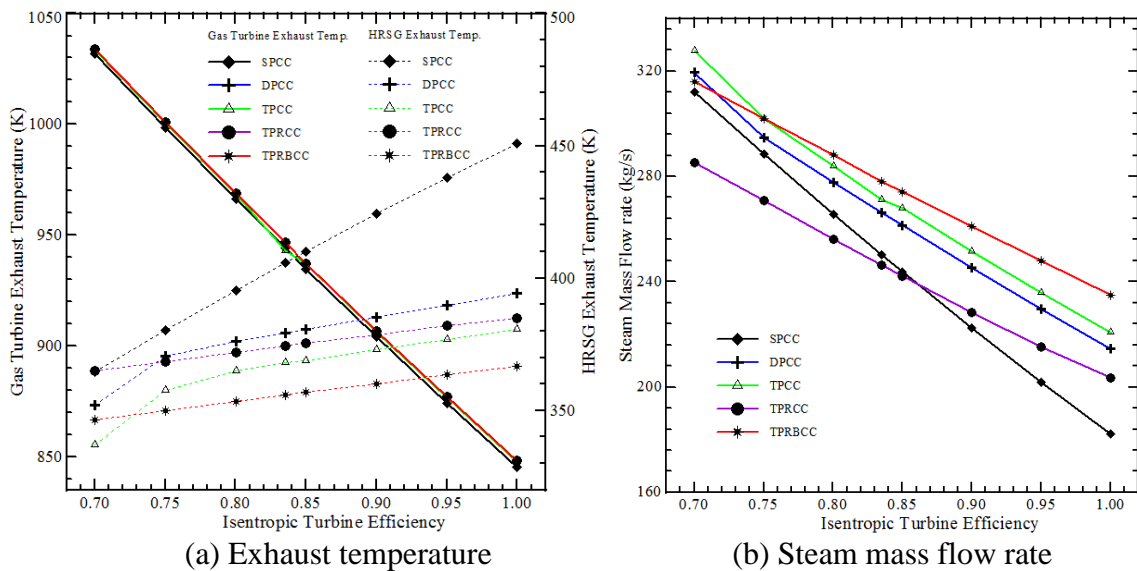 1050
1000
950
900
850
Gas Turbine Exhaust Temperature (K)
Gas Turbine Exhaust Temp.
SPCC
DPCC
TPCC
TPRCC
TPRBCC
HRSG Exhaust Temp.
SPCC
DPCC
TPCC
TPRCC
TPRBCC
500
450
400
350
HRSG Exhaust Temperature (K)
0.70 0.75 0.80 0.85 0.90 0.95 1.00
Isentropic Turbine Efficiency
(a) Exhaust temperature
320
280
240
200
160
Steam Mass Flow rate (kg/s)
SPCC
DPCC
TPCC
TPRCC
TPRBCC
0.70 0.75 0.80 0.85 0.90 0.95 1.00
Isentropic Turbine Efficiency
(b) Steam mass flow rate